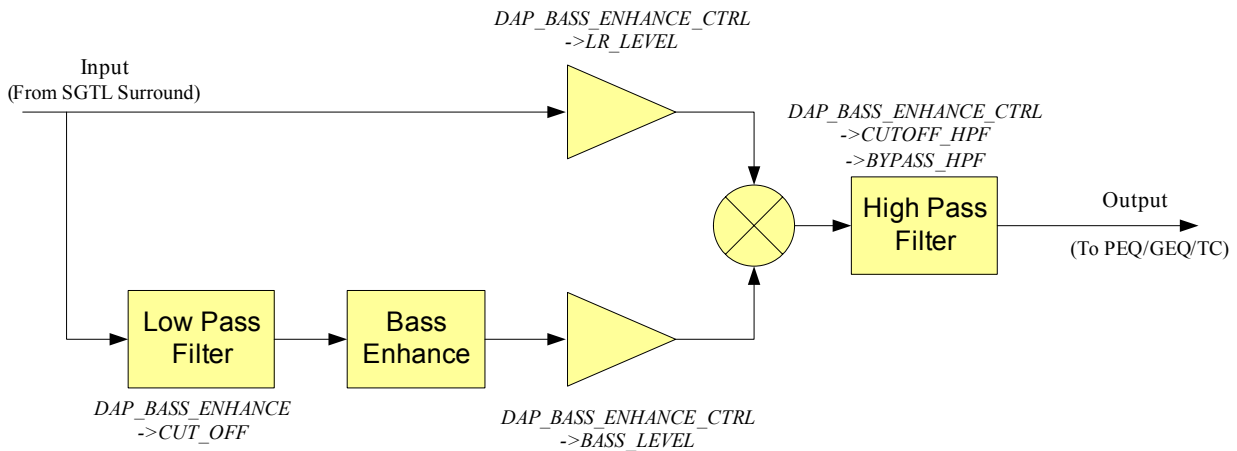 DAP_BASS_ENHANCE_CTRL
->LR_LEVEL
Input
(From SGTL Surround)
DAP_BASS_ENHANCE_CTRL
->CUTOFF_HPF
->BYPASS_HPF
High Pass
Filter
Output
(To PEQ/GEQ/TC)
Low Pass
Filter
Bass
Enhance
DAP_BASS_ENHANCE
->CUT_OFF
DAP_BASS_ENHANCE_CTRL
->BASS_LEVEL